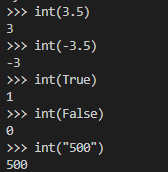 >>> int(3.5)
3
>>> int(-3.5)
-3
>>> int(True)
1
>>> int(False)
0
>>> int("500")
500